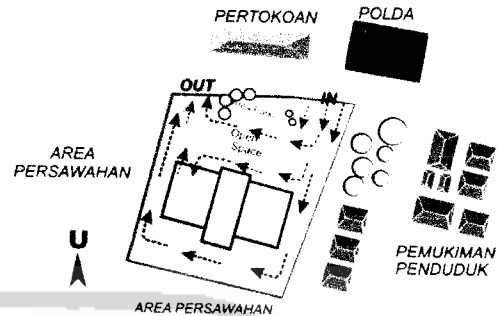 PERTOKOAN
POLDA
OUT
IN
Open
Space
AREA
PERSAWAHAN
U
PEMUKIMAN
PENDUDUK
AREA PERSAWAHAN